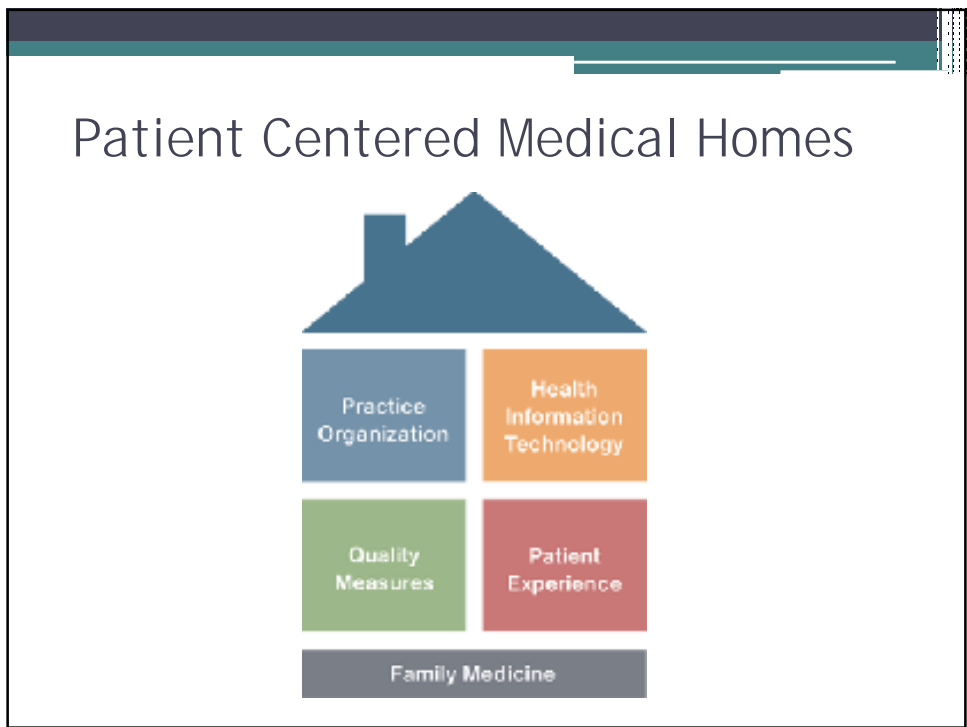 Patient Centered Medical Homes
Practice
Organization
Health
Information
Technology
Quality
Measures
Patient
Experience
Family Medicine